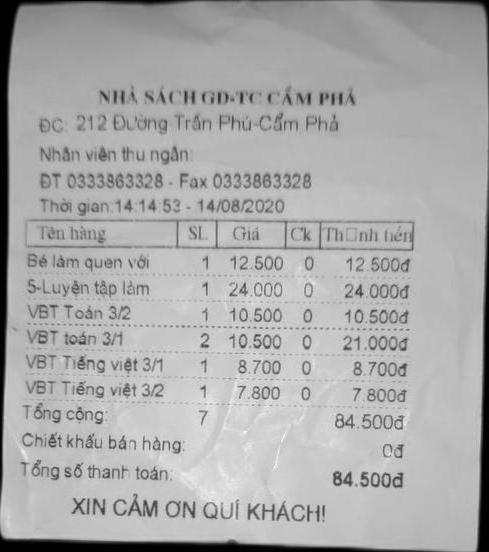 NHÀ SÁCH GD-TC CẨM PHẢ
ĐC: 212 Đường Trần Phú-Cẩm Phả
Nhân viên thu ngân:
ĐT 0333863328 - Fax 0333863328
Thời gian:14:14:53 - 14/08/2020
Tên hàng SL Giá Ck Th□nh tiền
Bé làm quen với 1 12.500 0 12.500đ
5-Luyện tập làm 1 24.000 0 24.000đ
VBT Toán 3/2 1 10.500 0 10.500đ
VBT toán 3/1 2 10.500 0 21.000đ
VBT Tiếng việt 3/1 1 8.700 0 8.700đ
VBT Tiếng việt 3/2 1 7.800 0 7.800đ
Tổng cộng: 7 84.500đ
Chiết khấu bán hàng: 0đ
Tổng số thanh toán: 84.500đ
XIN CẢM ƠN QUÍ KHÁCH!